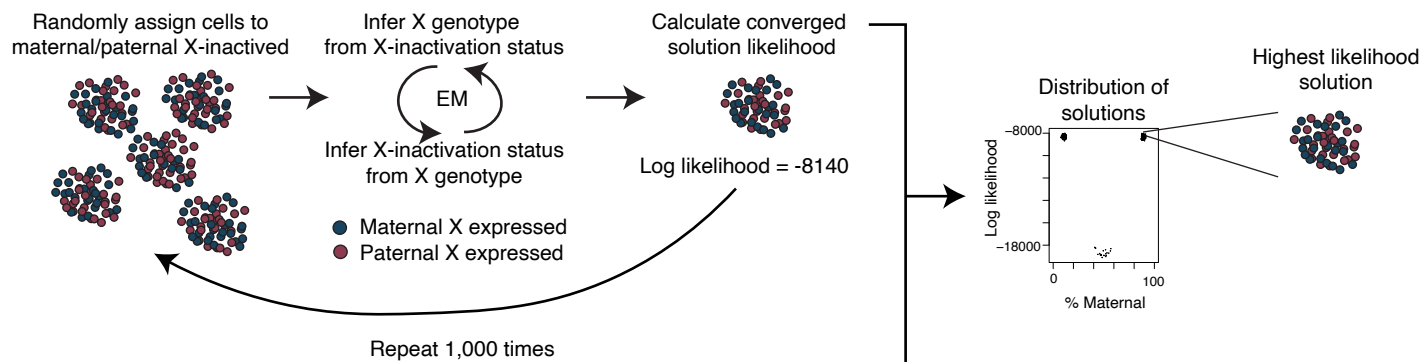 Randomly assign cells to
maternal/paternal X-inactived
Infer X genotype
from X-inactivation status
EM
Infer X-inactivation status
from X genotype
Maternal X expressed
Paternal X expressed
Calculate converged
solution likelihood
Log likelihood = -8140
Repeat 1,000 times
Distribution of
solutions
Log likelihood
−8000
−18000
0
100
% Maternal
Highest likelihood
solution